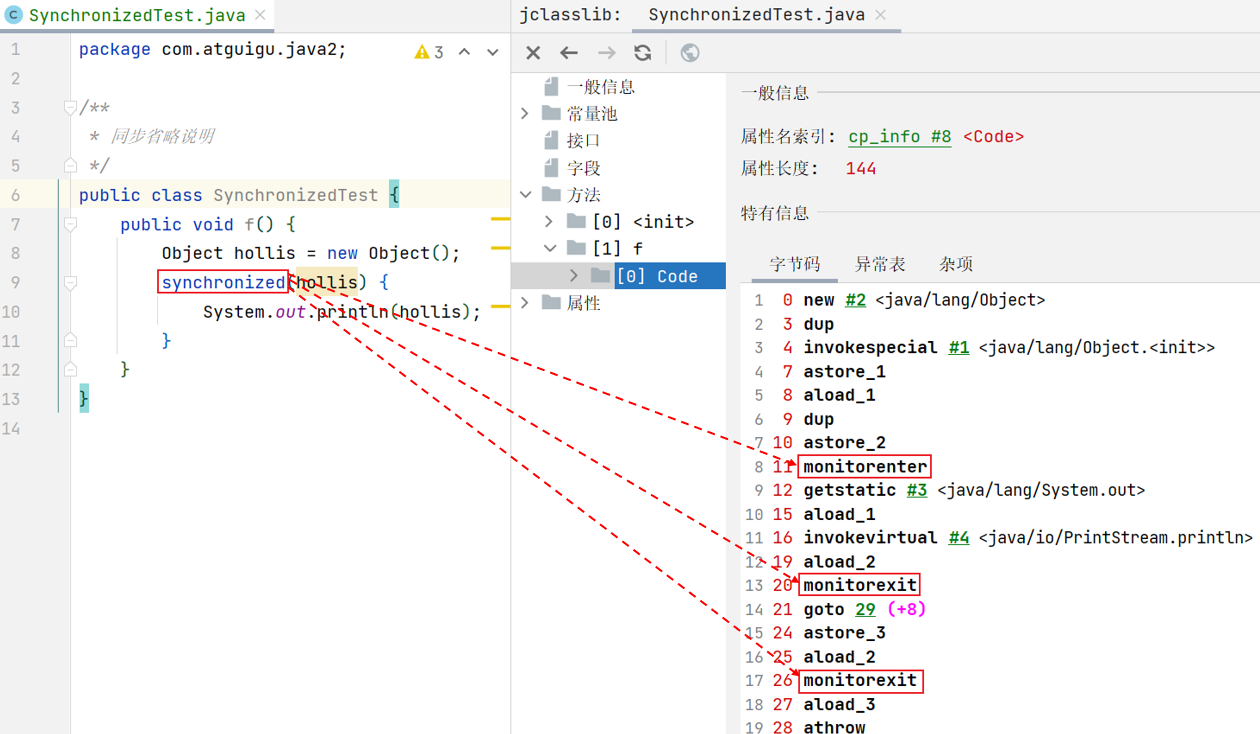 SynchronizedTest.java
1 package com.atguigu.java2;
3
2
3 /**
4 * 同步省略说明
5 */
6 public class SynchronizedTest {
7 public void f() {
8 Object hollis = new Object();
9 synchronized(hollis) {
10 System.out.println(hollis);
11 }
12 }
13 }
14
jclasslib: SynchronizedTest.java
一般信息
常量池
接口
字段
方法
[0] <init>
[1] f
[0] Code
属性
一般信息
属性名索引: cp_info #8 <Code>
属性长度: 144
特有信息
字节码 异常表 杂项
1 0 new #2 <java/lang/Object>
2 3 dup
3 4 invokespecial #1 <java/lang/Object.<init>>
4 7 astore_1
5 8 aload_1
6 9 dup
7 10 astore_2
8 11 monitorenter
9 12 getstatic #3 <java/lang/System.out>
10 15 aload_1
11 16 invokevirtual #4 <java/io/PrintStream.println>
12 19 aload_2
13 20 monitorexit
14 21 goto 29 (+8)
15 24 astore_3
16 25 aload_2
17 26 monitorexit
18 27 aload_3
19 28 athrow